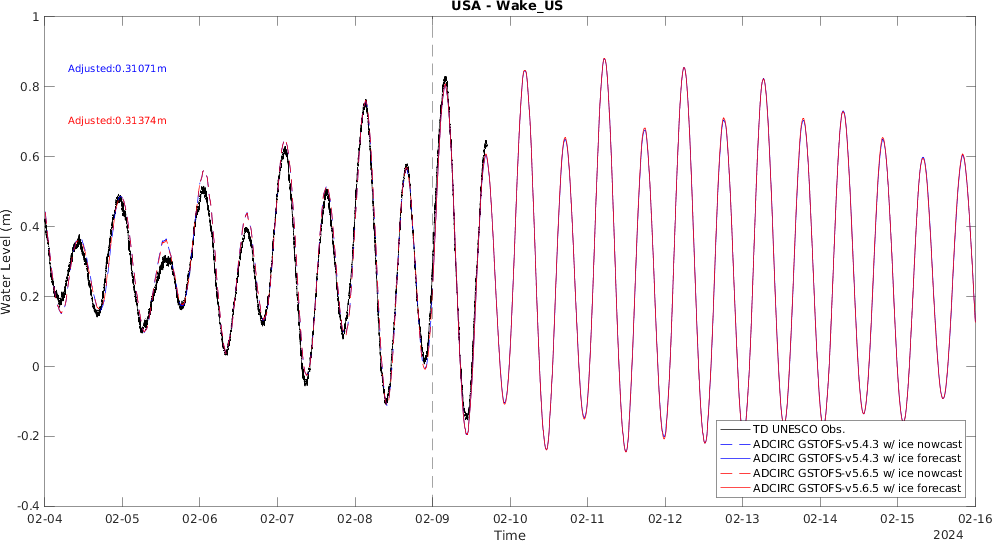 USA - Wake_US
Adjusted:0.31071m
Adjusted:0.31374m
Water Level (m)
1
0.8
0.6
0.4
0.2
0
-0.2
-0.4
TD UNESCO Obs.
ADCIRC GSTOFS-v5.4.3 w/ ice nowcast
ADCIRC GSTOFS-v5.4.3 w/ ice forecast
ADCIRC GSTOFS-v5.6.5 w/ ice nowcast
ADCIRC GSTOFS-v5.6.5 w/ ice forecast
02-04 02-05 02-06 02-07 02-08 02-09 02-10 02-11 02-12 02-13 02-14 02-15 02-16
Time
2024